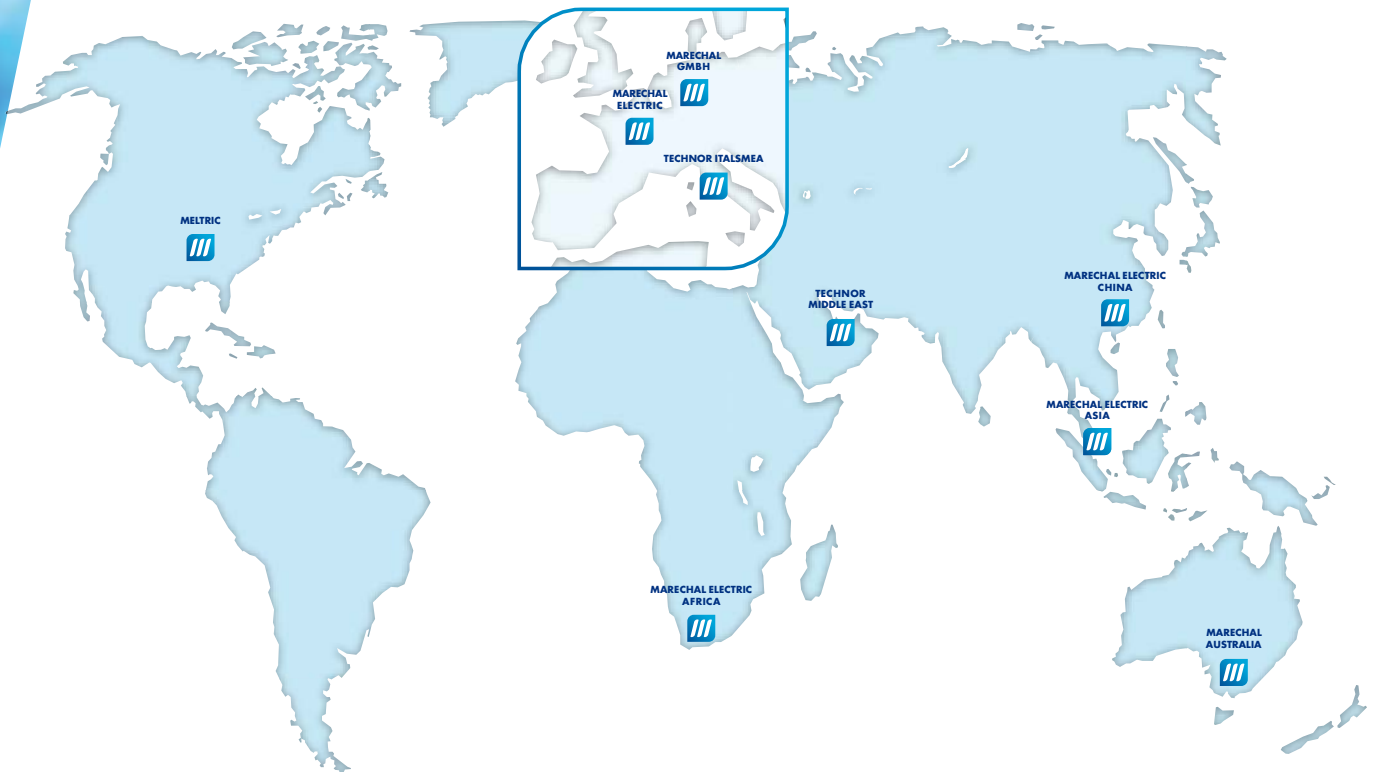 MARECHAL
GMBH
MARECHAL
ELECTRIC
TECHNOR ITALSMEA
MELTRIC
MARECHAL ELECTRIC
CHINA
TECHNOR
MIDDLE EAST
MARECHAL ELECTRIC
ASIA
MARECHAL ELECTRIC
AFRICA
MARECHAL
AUSTRALIA